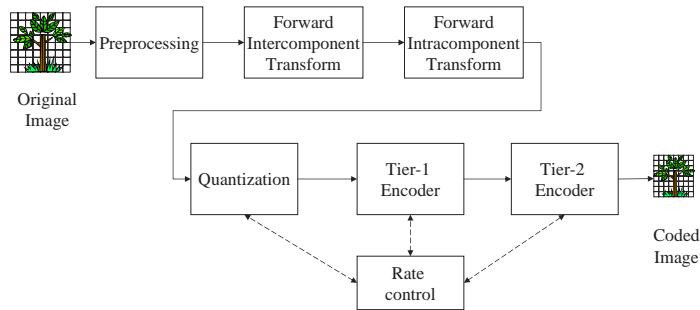 Original
Image
Preprocessing
Forward
Intercomponent
Transform
Forward
Intracomponent
Transform
Quantization
Tier-1
Encoder
Tier-2
Encoder
Coded
Image
Rate
control